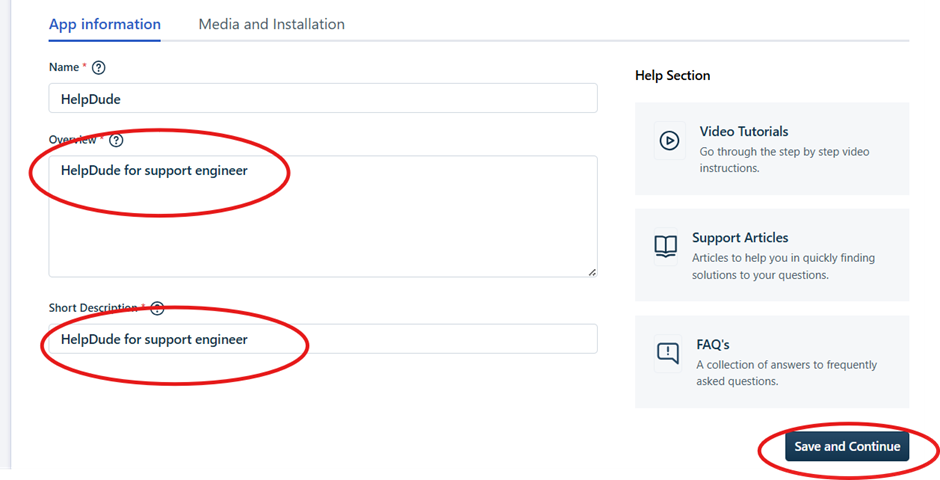 App information
Media and Installation
Name *
HelpDude
Overview *
HelpDude for support engineer
Short Description *
HelpDude for support engineer
Help Section
Video Tutorials
Go through the step by step video
instructions.
Support Articles
Articles to help you in quickly finding
solutions to your questions.
FAQ's
A collection of answers to frequently
asked questions.
Save and Continue